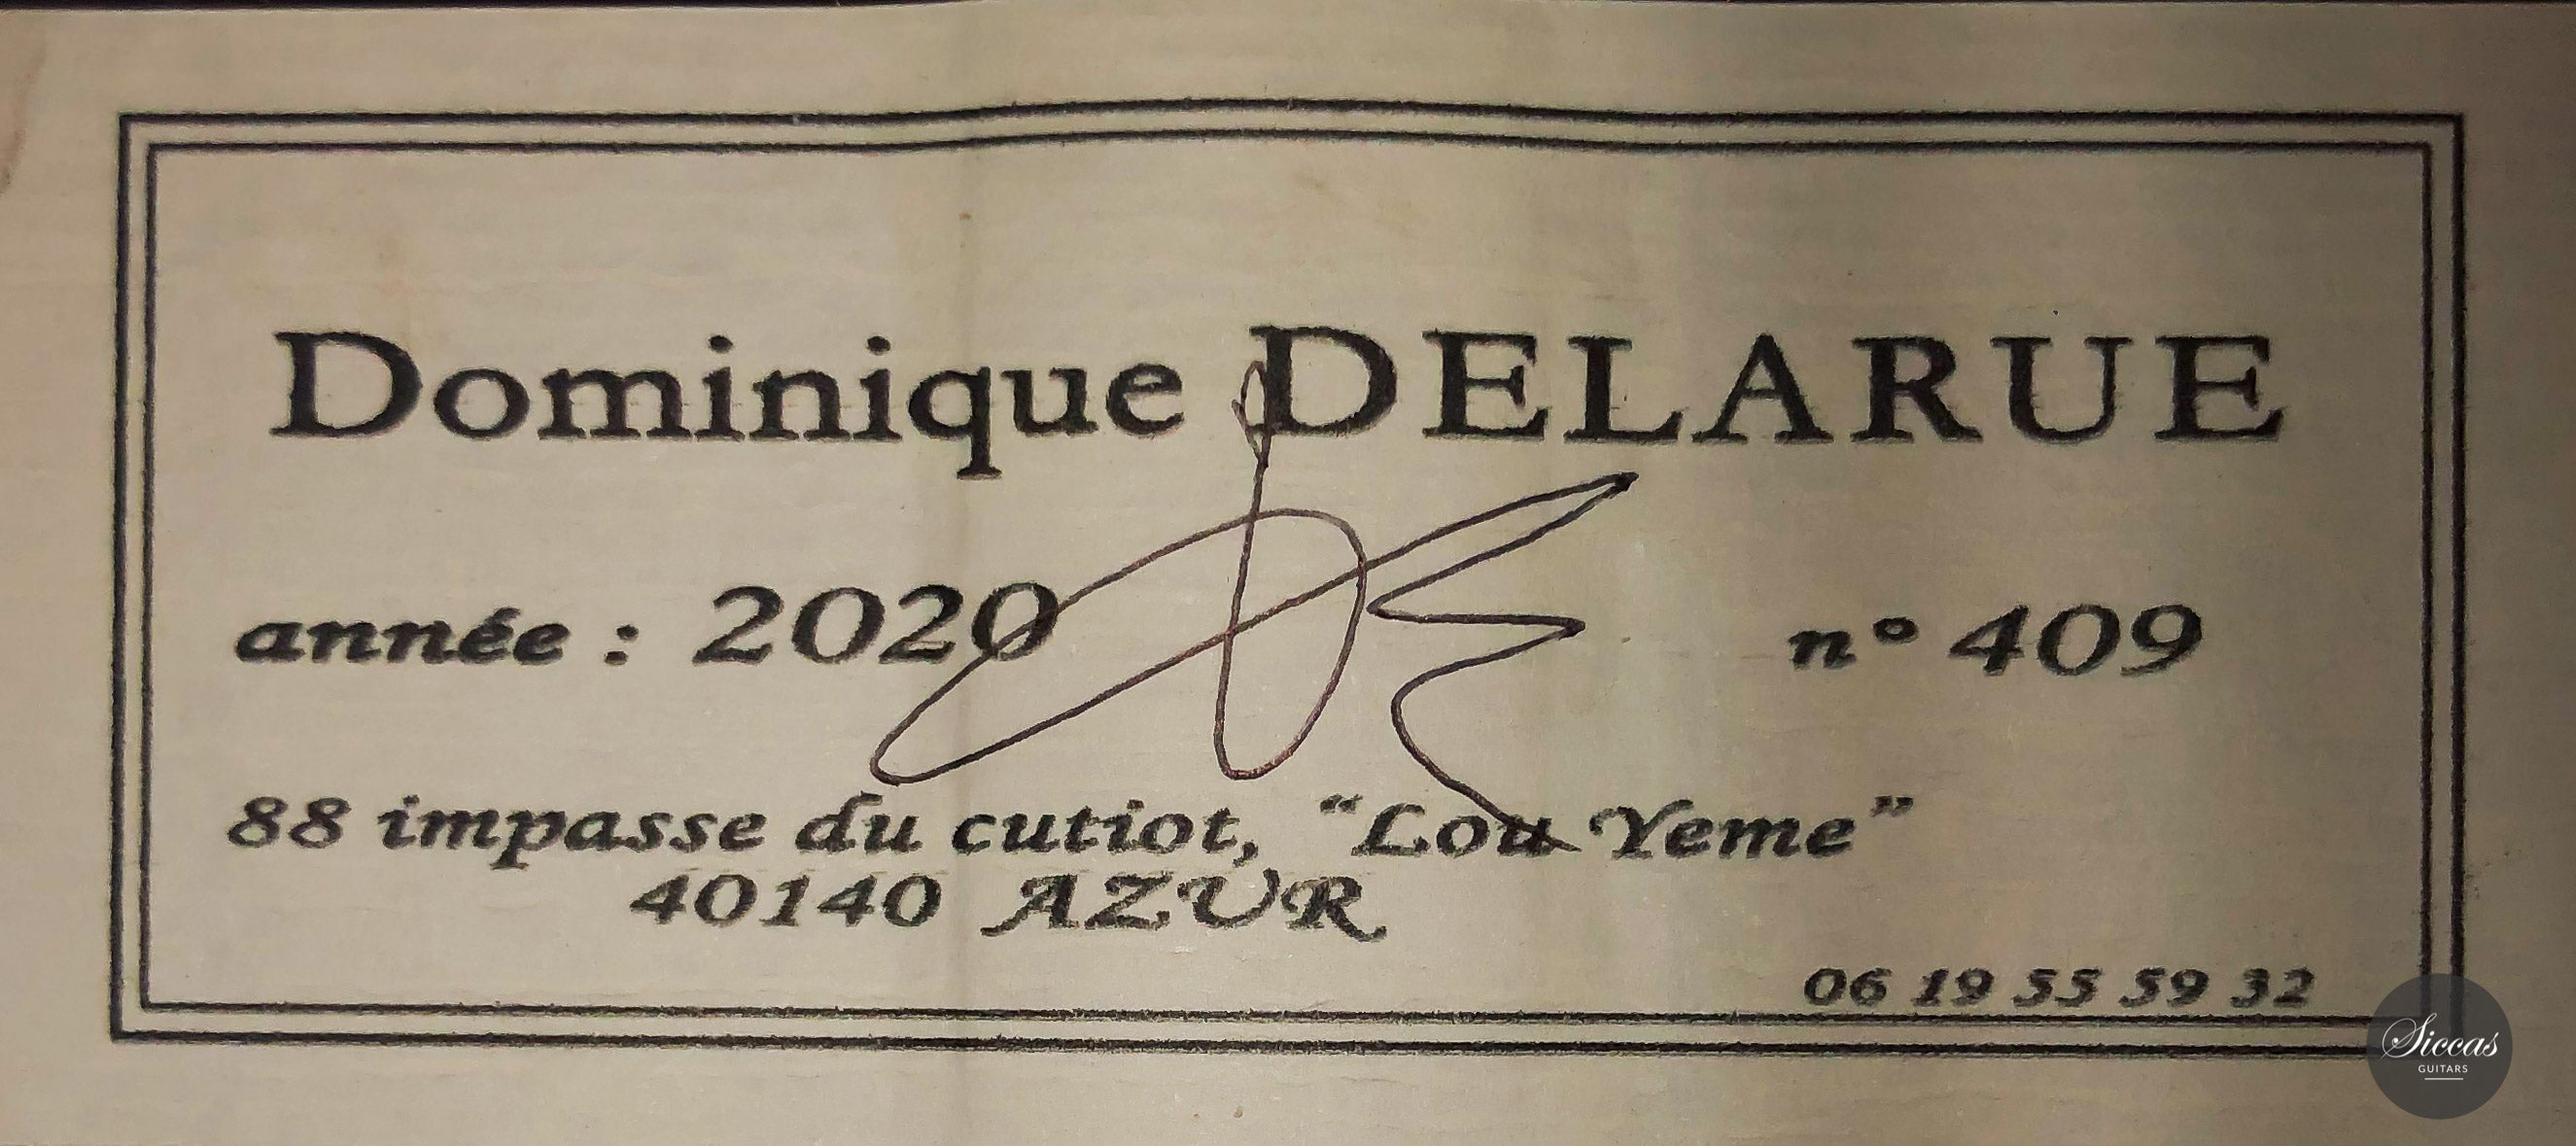 Dominique DELARUE
année : 2020 n° 409
88 impasse du cutiot, “Lou Yeme”
40140 AZUR
06 19 55 59 32
Siccas
GUITARS